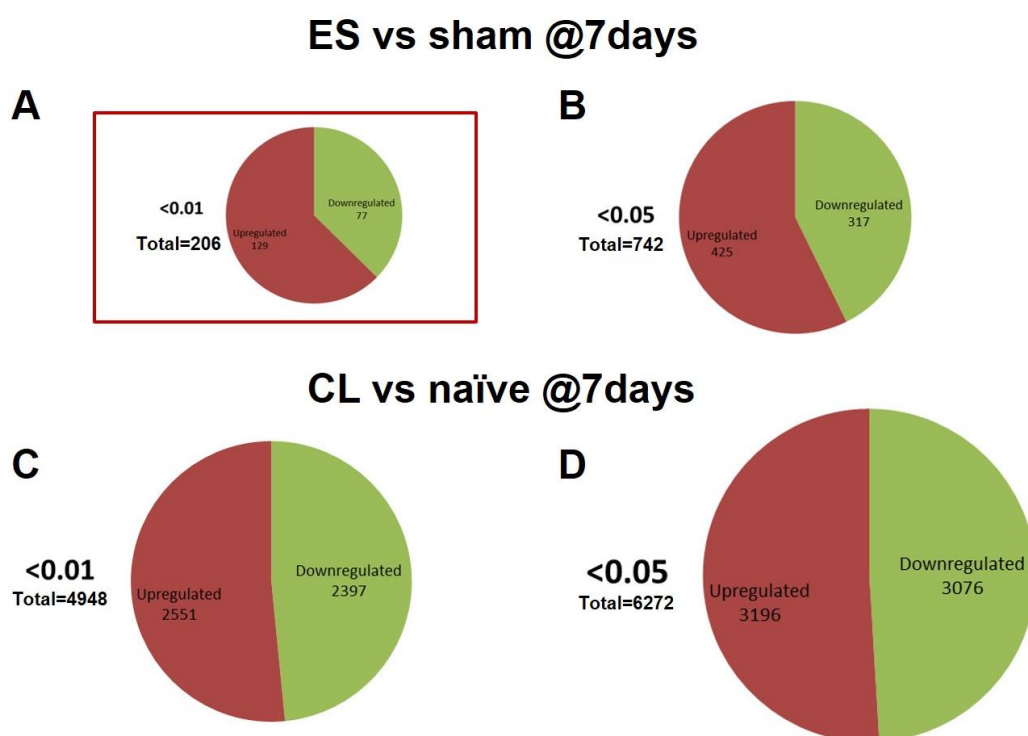 ES vs sham @7days
A
<0.01
Total=206
Upregulated
129
Downregulated
77
B
<0.05
Total=742
Upregulated
425
Downregulated
317
CL vs naïve @7days
C
<0.01
Total=4948
Upregulated
2551
Downregulated
2397
D
<0.05
Total=6272
Upregulated
3196
Downregulated
3076